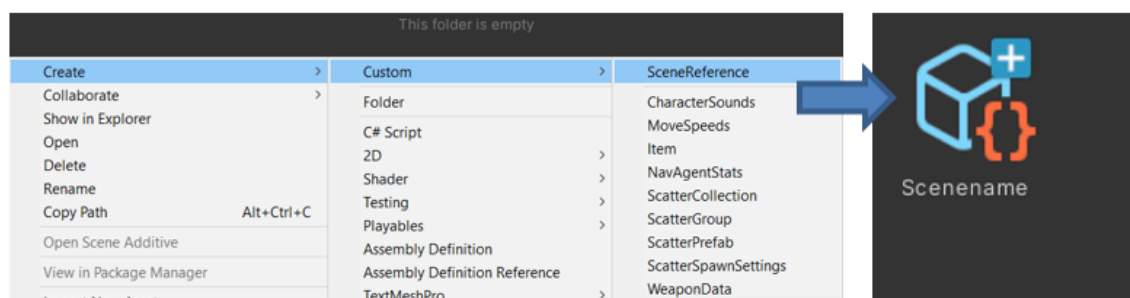 This folder is empty
Create
Collaborate
Show in Explorer
Open
Delete
Rename
Copy Path Alt+Ctrl+C
Open Scene Additive
View in Package Manager
Custom
Folder
C# Script
2D
Shader
Testing
Playables
Assembly Definition
Assembly Definition Reference
TextMeshPro
SceneReference
CharacterSounds
MoveSpeeds
Item
NavAgentStats
ScatterCollection
ScatterGroup
ScatterPrefab
ScatterSpawnSettings
WeaponData
Scenename